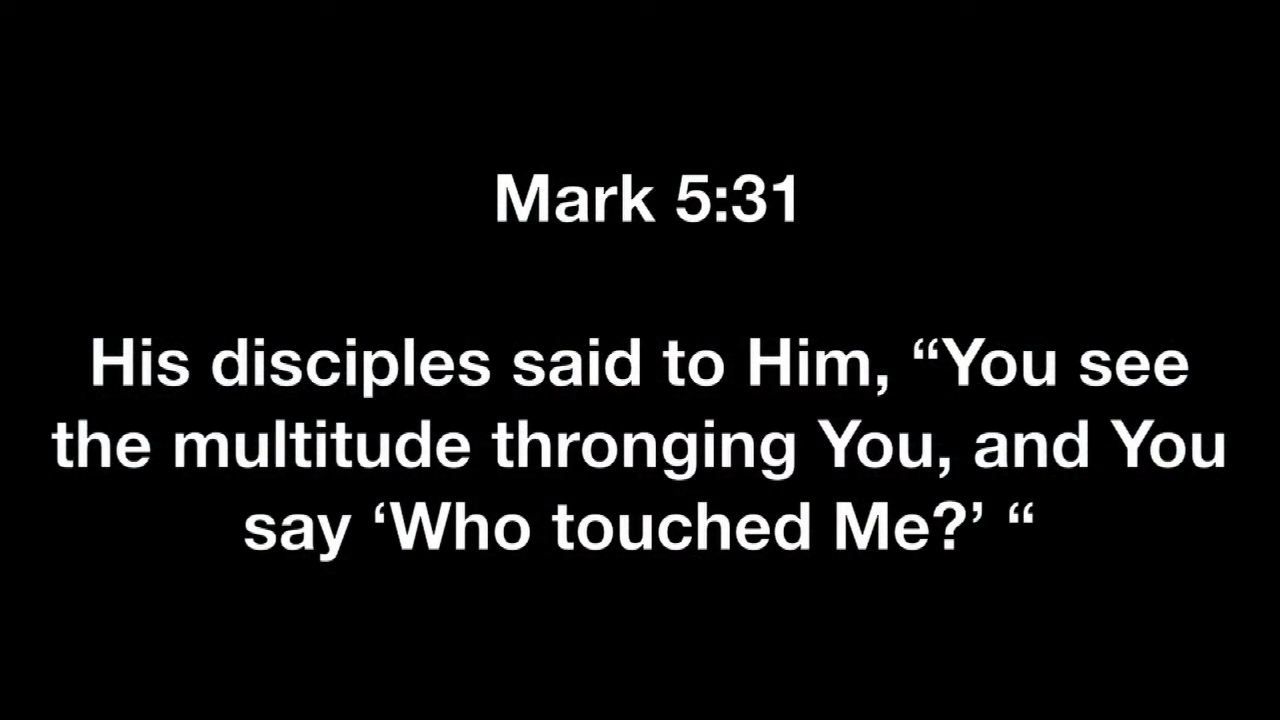 Mark 5:31
His disciples said to Him, “You see
the multitude thronging You, and You
say ‘Who touched Me?’ “